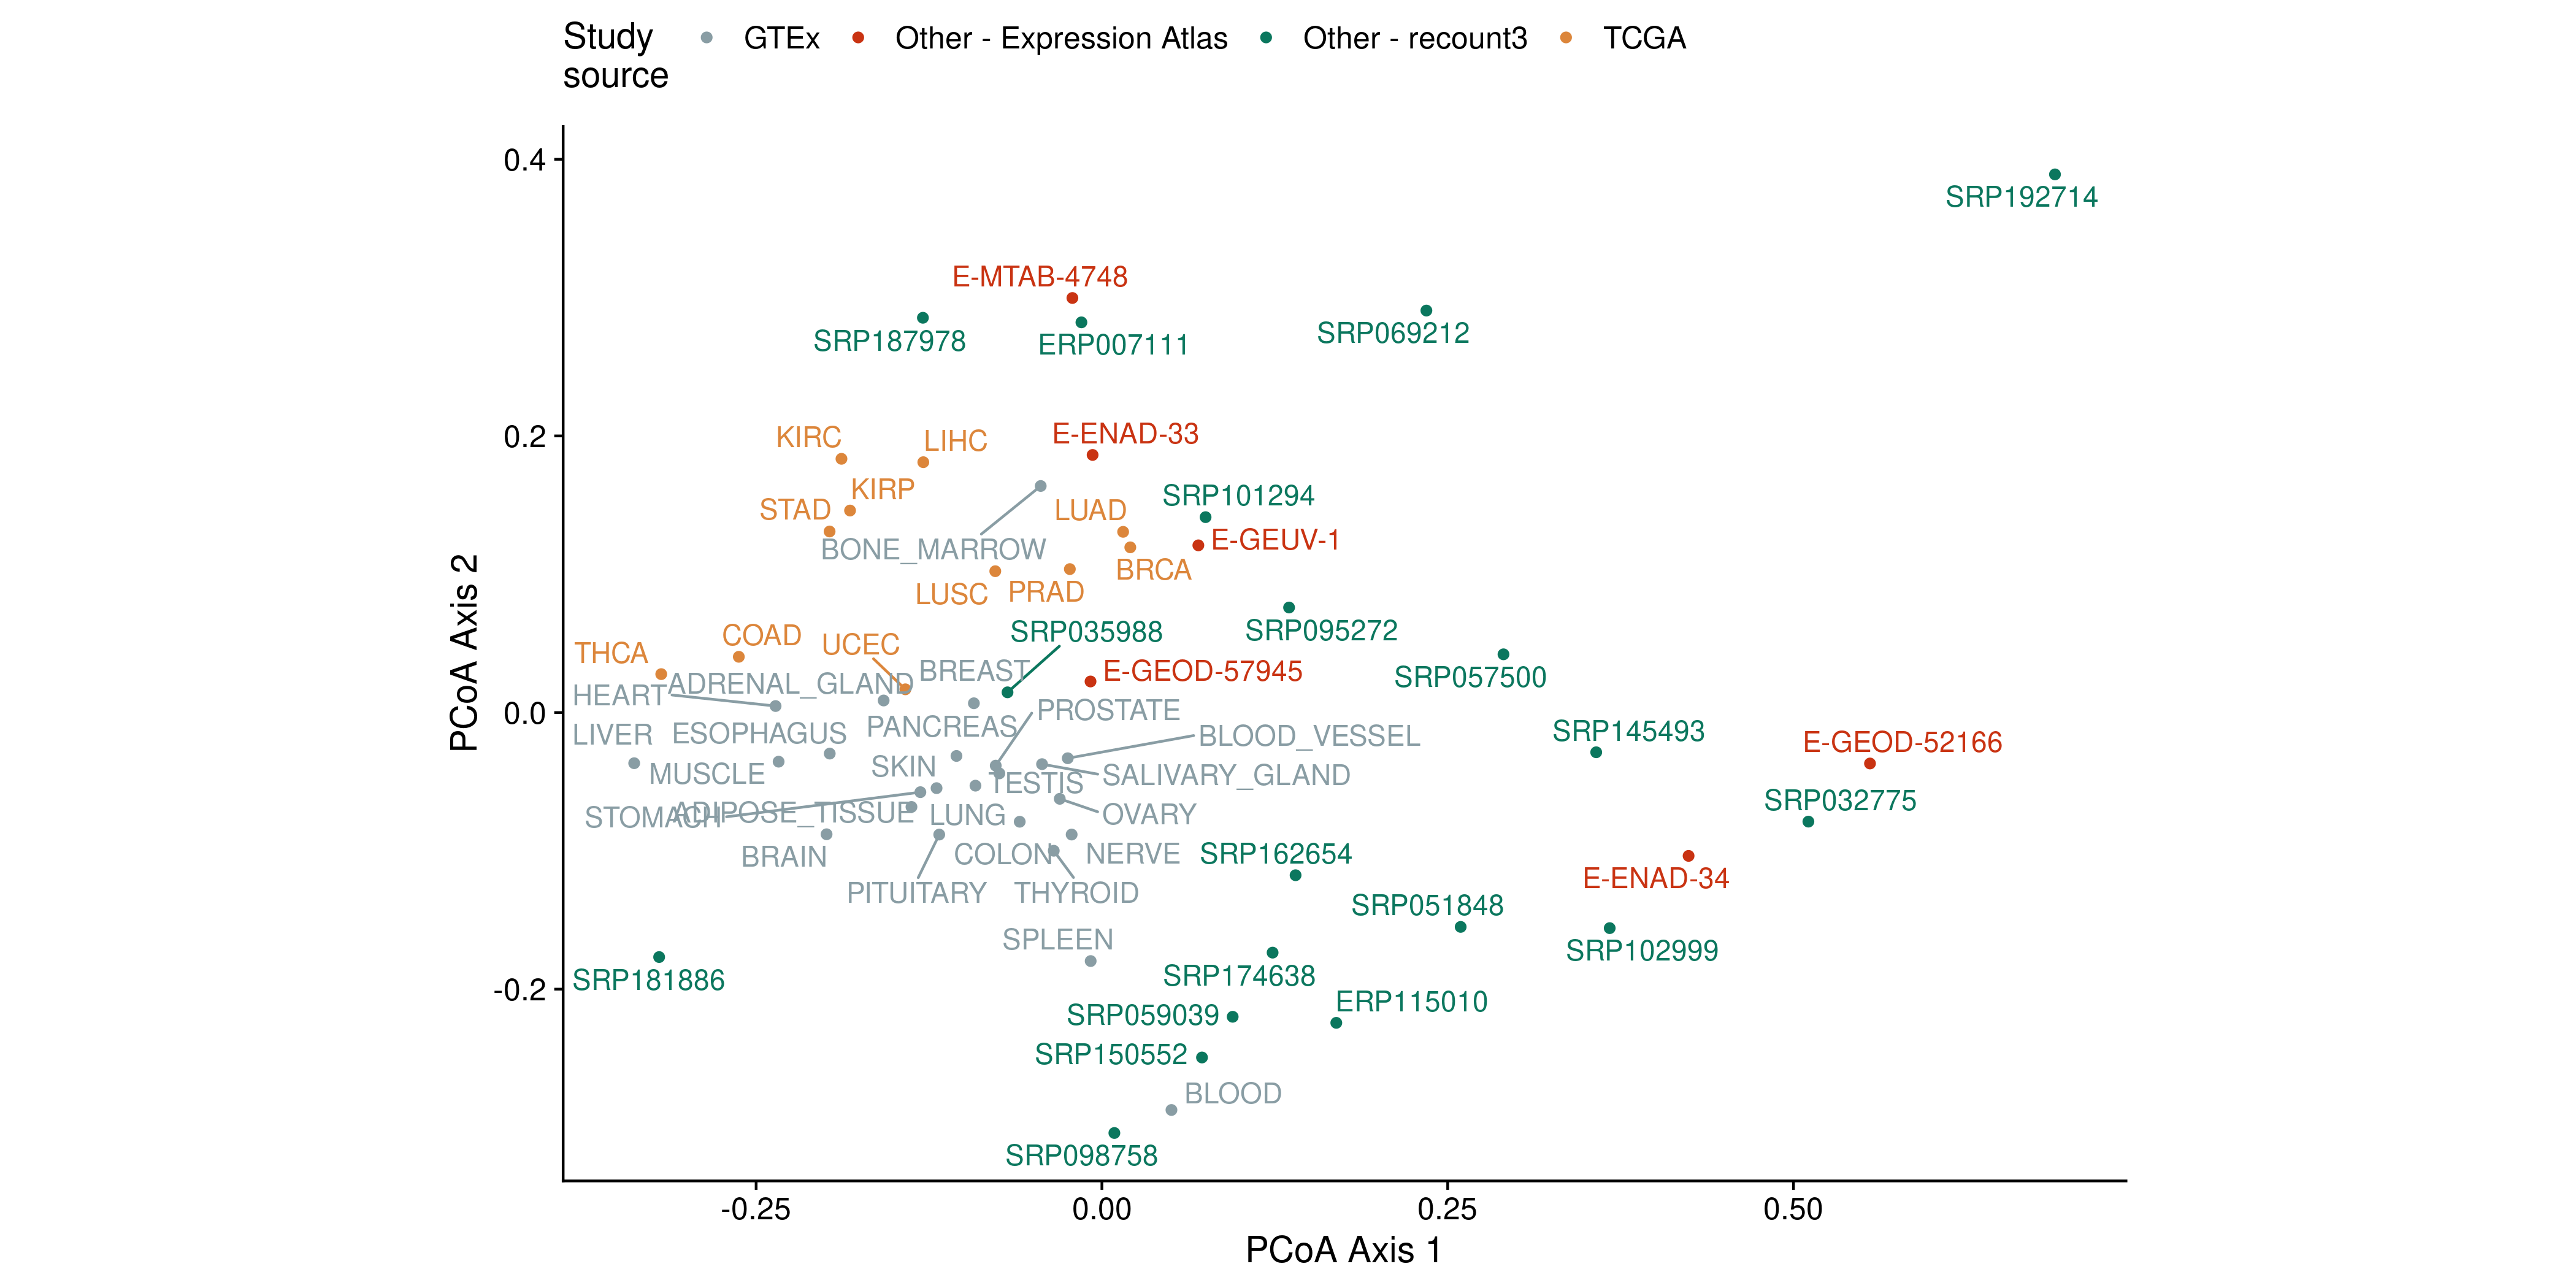 Study
source
GTEx
Other - Expression Atlas
Other - recount3
TCGA
0.4
SRP192714
E-MTAB-4748
SRP187978
ERP007111
SRP069212
0.2
KIRC
LIHC
E-ENAD-33
KIRP
STAD
SRP101294
LUAD
BONE_MARROW
E-GEUV-1
BRCA
LUSC
PRAD
THCA
COAD
UCEC
SRP035988
SRP095272
BREAST
E-GEOD-57945
SRP057500
HEART
ADRENAL_GLAND
0.0
PROSTATE
LIVER
ESOPHAGUS
PANCREAS
BLOOD_VESSEL
SRP145493
E-GEOD-52166
MUSCLE
SKIN
TESTIS
SALIVARY_GLAND
SRP032775
STOMACH
ADIPOSE_TISSUE
LUNG
OVARY
BRAIN
COLON
NERVE
SRP162654
E-ENAD-34
PITUITARY
THYROID
SRP051848
SPLEEN
SRP102999
SRP181886
-0.2
SRP174638
SRP059039
ERP115010
SRP150552
BLOOD
SRP098758
-0.25
0.00
0.25
0.50
PCoA Axis 1
PCoA Axis 2